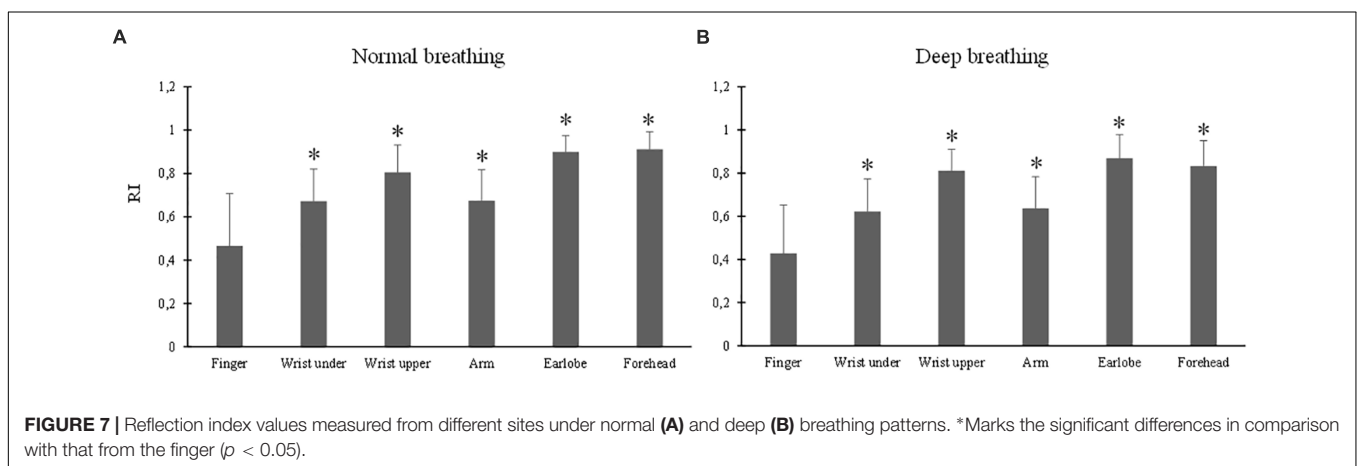 A
Normal breathing
1,2
1
0,8
0,6
0,4
0,2
0
RI
*
*
*
*
*
Finger Wrist under Wrist upper Arm Earlobe Forehead
B
Deep breathing
1,2
1
0,8
0,6
0,4
0,2
0
*
*
*
*
*
Finger Wrist under Wrist upper Arm Earlobe Forehead
FIGURE 7 | Reflection index values measured from different sites under normal (A) and deep (B) breathing patterns. *Marks the significant differences in comparison
with that from the finger (p < 0.05).